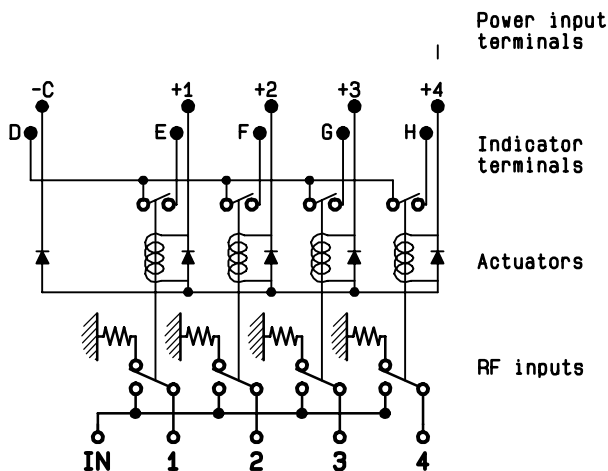 Power input
terminals
-C +1 +2 +3 +4
D E F G H
Indicator
terminals
Actuators
RF inputs
IN 1 2 3 4